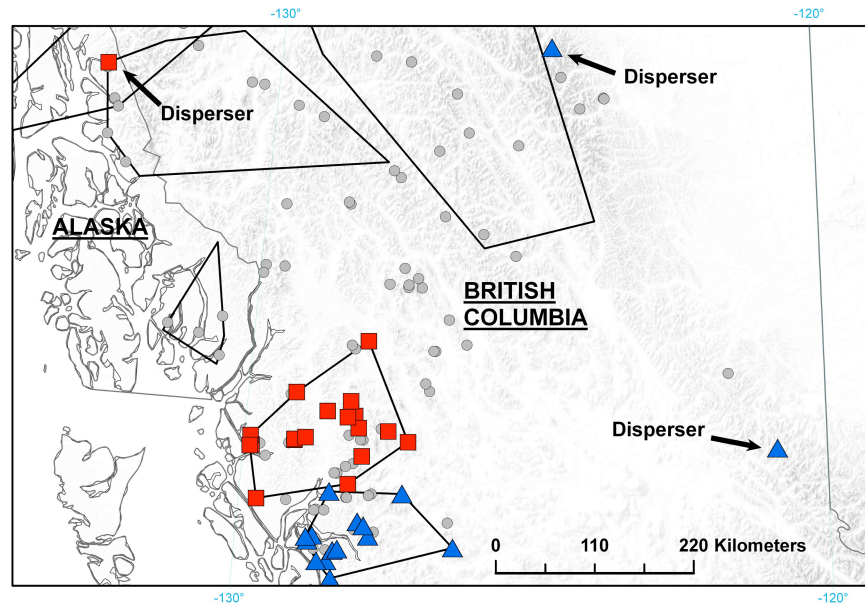 -130°
-120°
Disperser
Disperser
ALASKA
BRITISH
COLUMBIA
Disperser
0 110 220 Kilometers
-130°
-120°